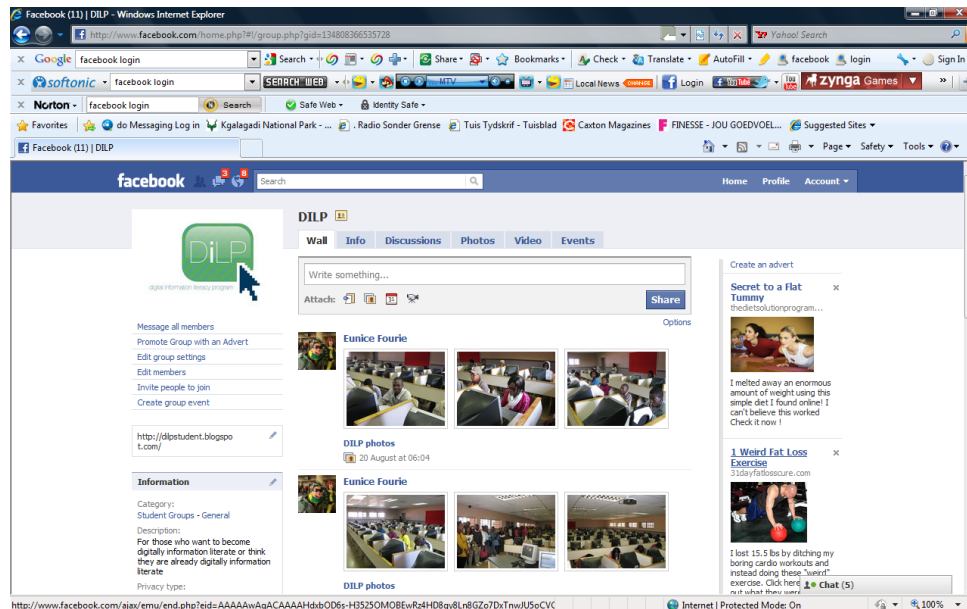 Facebook (11) | DILP - Windows Internet Explorer
http://www.facebook.com/home.php?#!/group.php?gid=134808366535728
Yahoo! Search
x Google facebook login Search Share Bookmarks Check Translate AutoFill facebook login Sign In
x softonic facebook login SEARCH WEB MTV Local News Login YouTube You Tube zynga Games »
x Norton facebook login Search Safe Web Identity Safe
Favorites do Messaging Log in Kgalagadi National Park - ... . Radio Sonder Grense Tuis Tydskrif - Tuisblad Caxton Magazines FINESSE - JOU GOEDVOEL... Suggested Sites
Facebook (11) | DILP Page Safety Tools
facebook 3 8 Search Home Profile Account
DiLP
digital information literacy program
Message all members
Promote Group with an Advert
Edit group settings
Edit members
Invite people to join
Create group event
http://dilpstudent.blogspo
t.com/
Information
Category:
Student Groups - General
Description:
For those who want to become
digitally information literate or think
they are already digitally information
literate
Privacy type:
DILP
Wall Info Discussions Photos Video Events
Write something...
Attach: 31 Share
Options
Eunice Fourie
DILP photos
20 August at 06:04
Eunice Fourie
DILP photos
Create an advert
Secret to a Flat x
Tummy
thedietsolutionprogram...
I melted away an enormous
amount of weight using this
simple diet I found online! I
can't believe this worked
Check it now !
1 Weird Fat Loss x
Exercise
31dayfatlosscure.com
I lost 15.5 lbs by ditching my
boring cardio workouts and
instead doing these "weird"
exercise. Click here
out what they were
Chat (5)
Internet | Protected Mode: On 100%